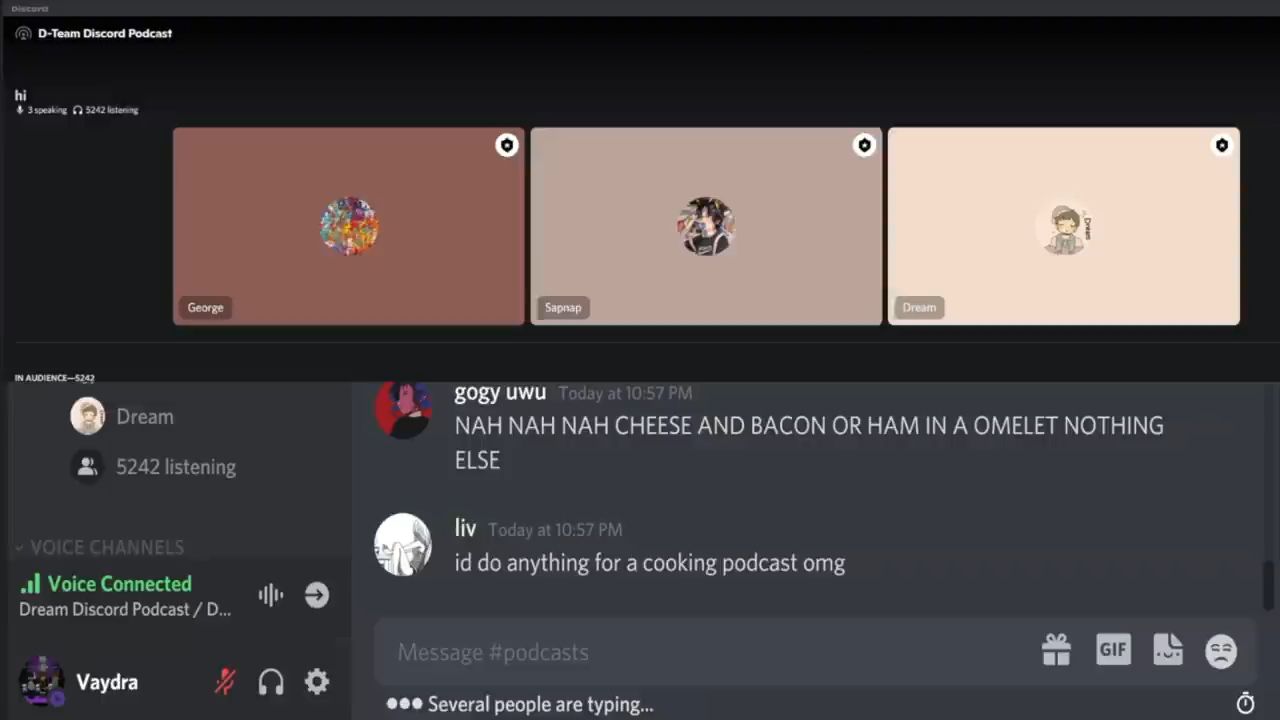 Discord
D-Team Discord Podcast
hi
3 speaking 5242 listening
George
Sapnap
Dream
Dream
IN AUDIENCE—5242
Dream
5242 listening
VOICE CHANNELS
Voice Connected
Dream Discord Podcast / D...
Vaydra
gogy uwu Today at 10:57 PM
NAH NAH NAH CHEESE AND BACON OR HAM IN A OMELET NOTHING
ELSE
liv Today at 10:57 PM
id do anything for a cooking podcast omg
Message #podcasts
GIF
Several people are typing...